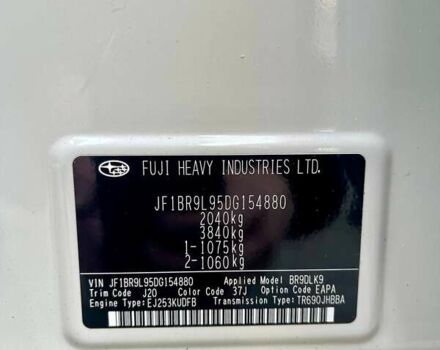 FUJI HEAVY INDUSTRIES LTD.
JF1BR9L95DG154880
2040kg
3840kg
1-1075kg
2-1060kg
VIN JF1BR9L95DG154880 Applied Model BR9DLK9
Trim Code J20 Color Code 37J Option Code EAPA
Engine Type: EJ253KUDFB Transmission Type: TR690JHBBA